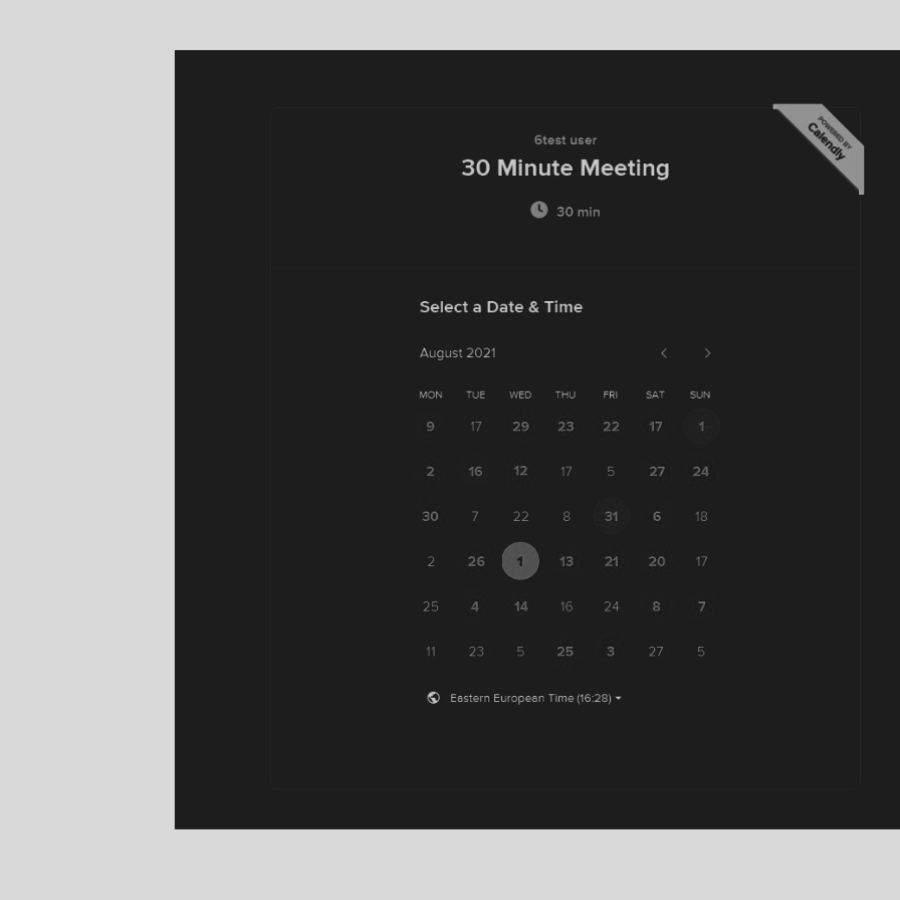 POWERED BY
Calendly
6test user
30 Minute Meeting
30 min
Select a Date & Time
August 2021
MON TUE WED THU FRI SAT SUN
9 17 29 23 22 17 1
2 16 12 17 5 27 24
30 7 22 8 31 6 18
2 26 1 13 21 20 17
25 4 14 16 24 8 7
11 23 5 25 3 27 5
Eastern European Time (16:28)